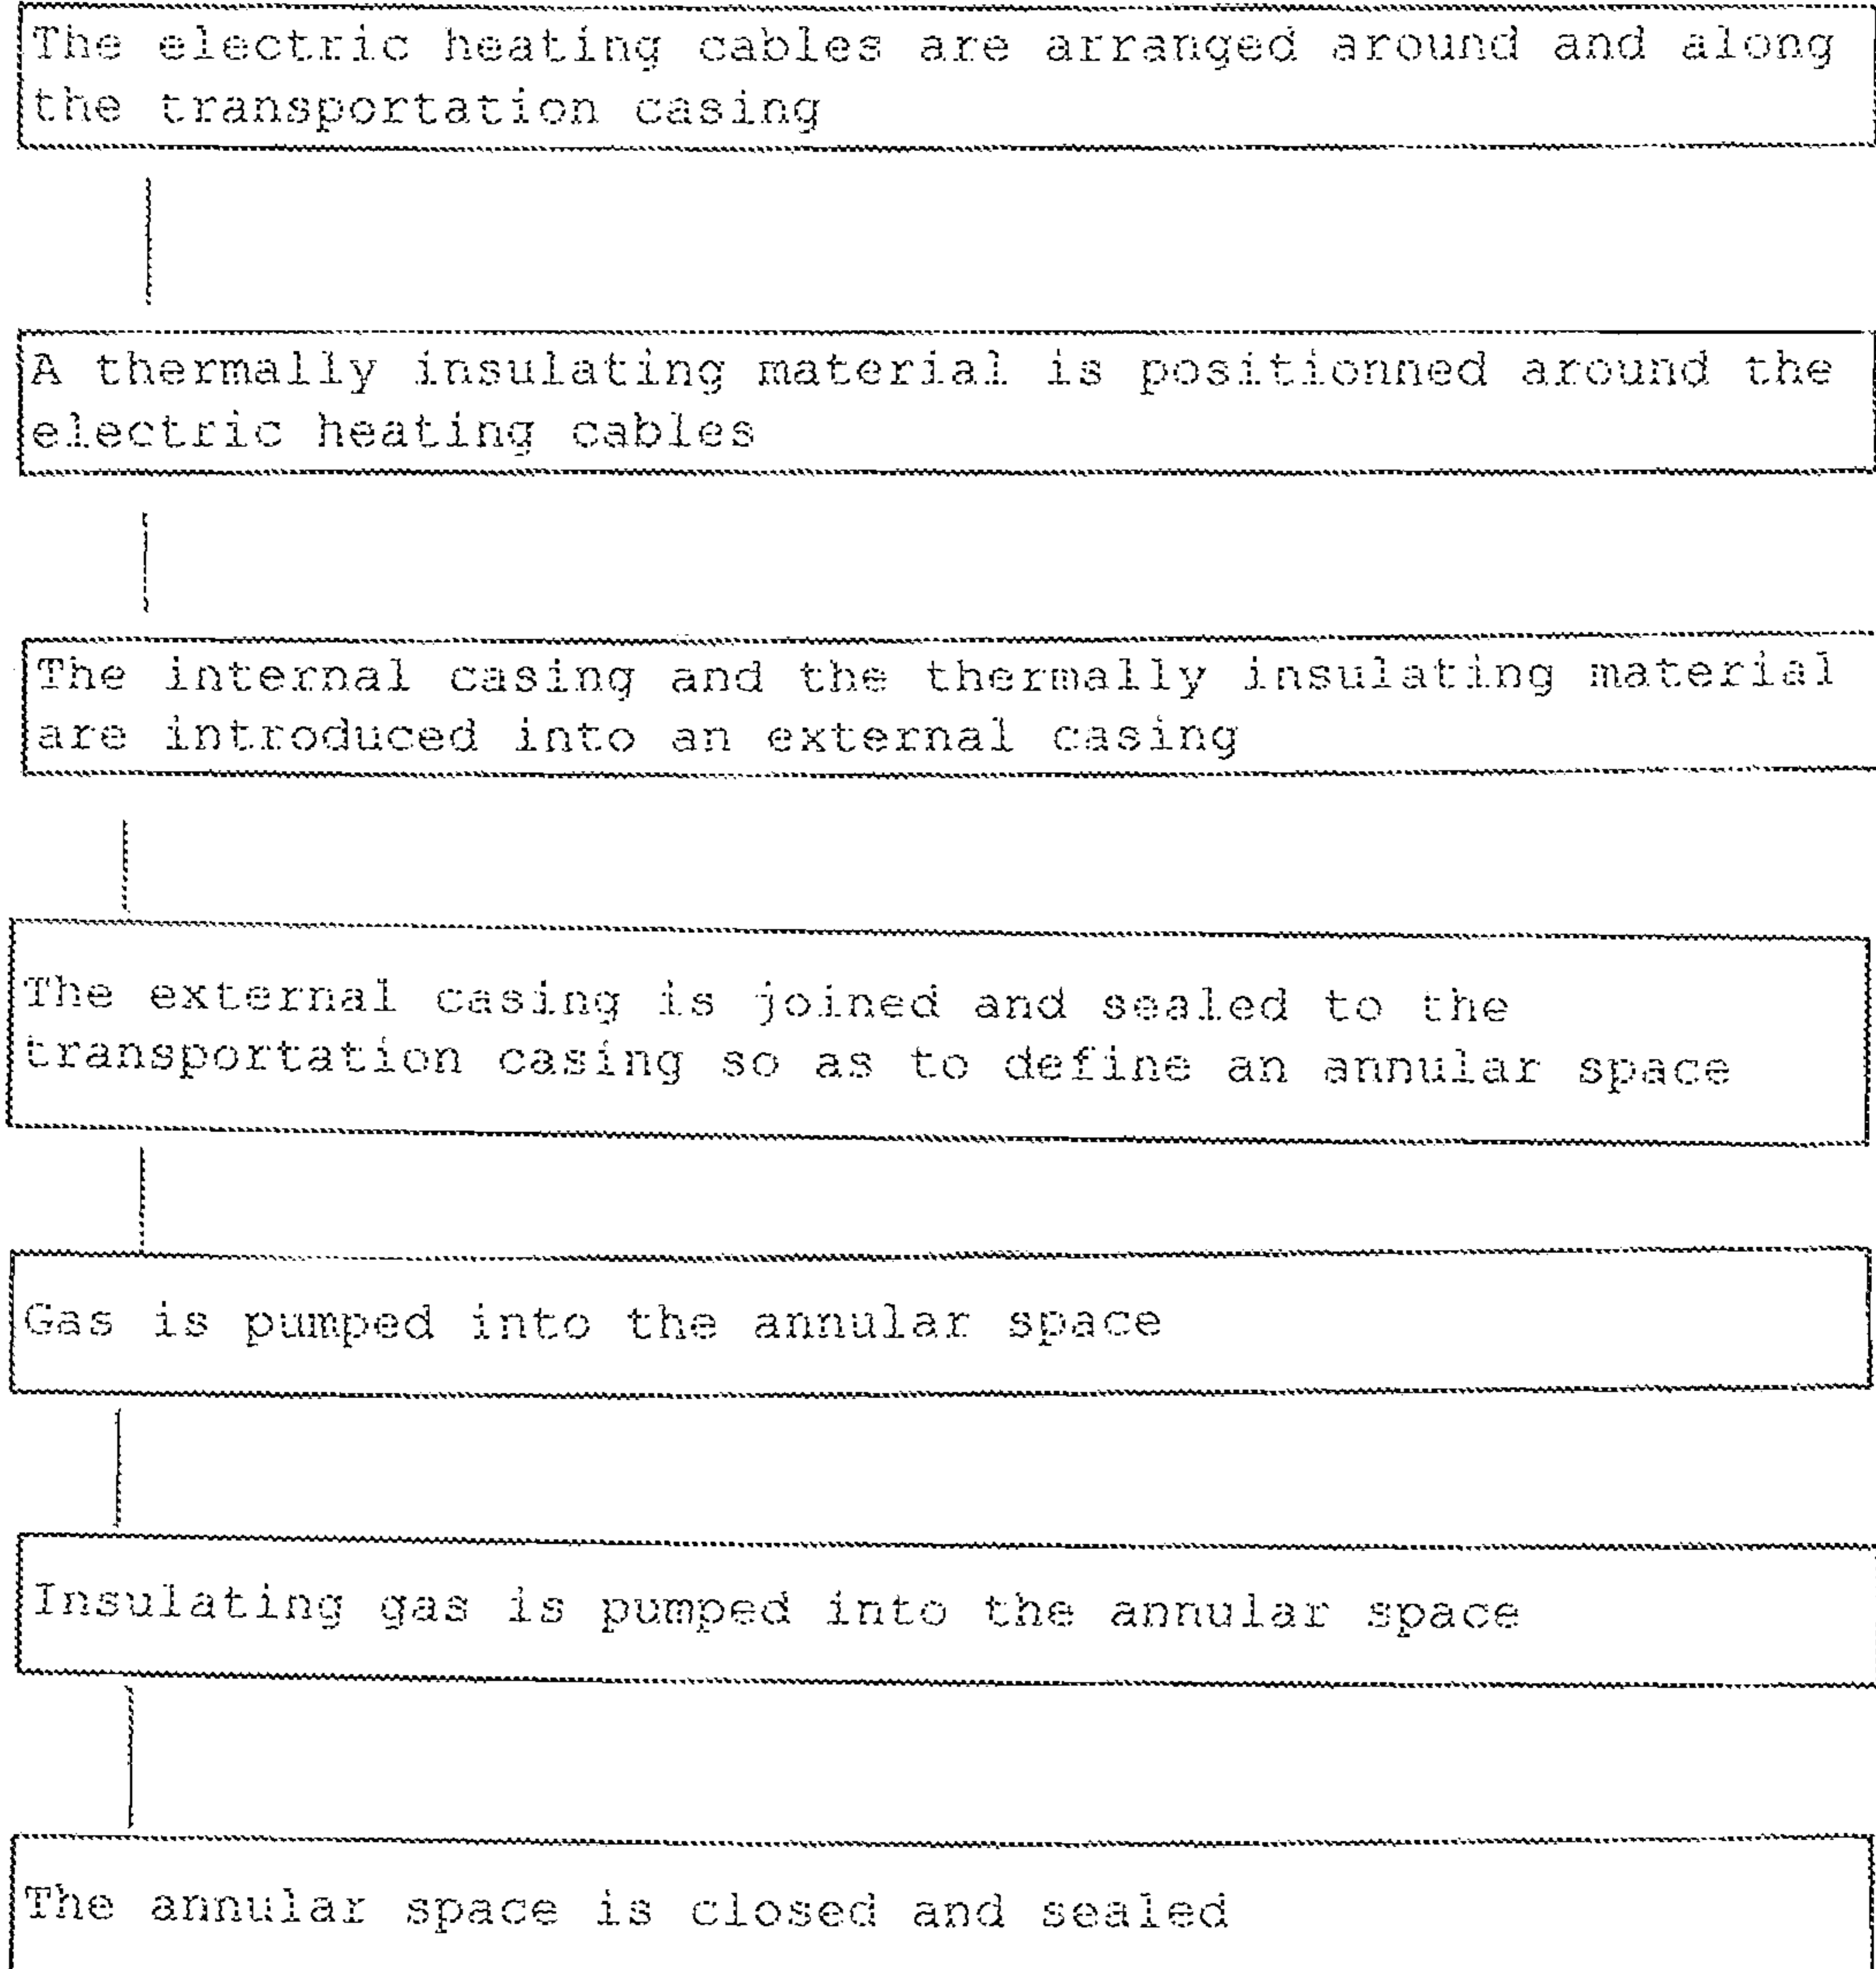 The electric heating cables are arranged around and along
the transportation casing
A thermally insulating material is positionned around the
electric heating cables
The internal casing and the thermally insulating material
are introduced into an external casing
The external casing is joined and sealed to the
transportation casing so as to define an annular space
Gas is pumped into the annular space
Insulating gas is pumped into the annular space
The annular space is closed and sealed